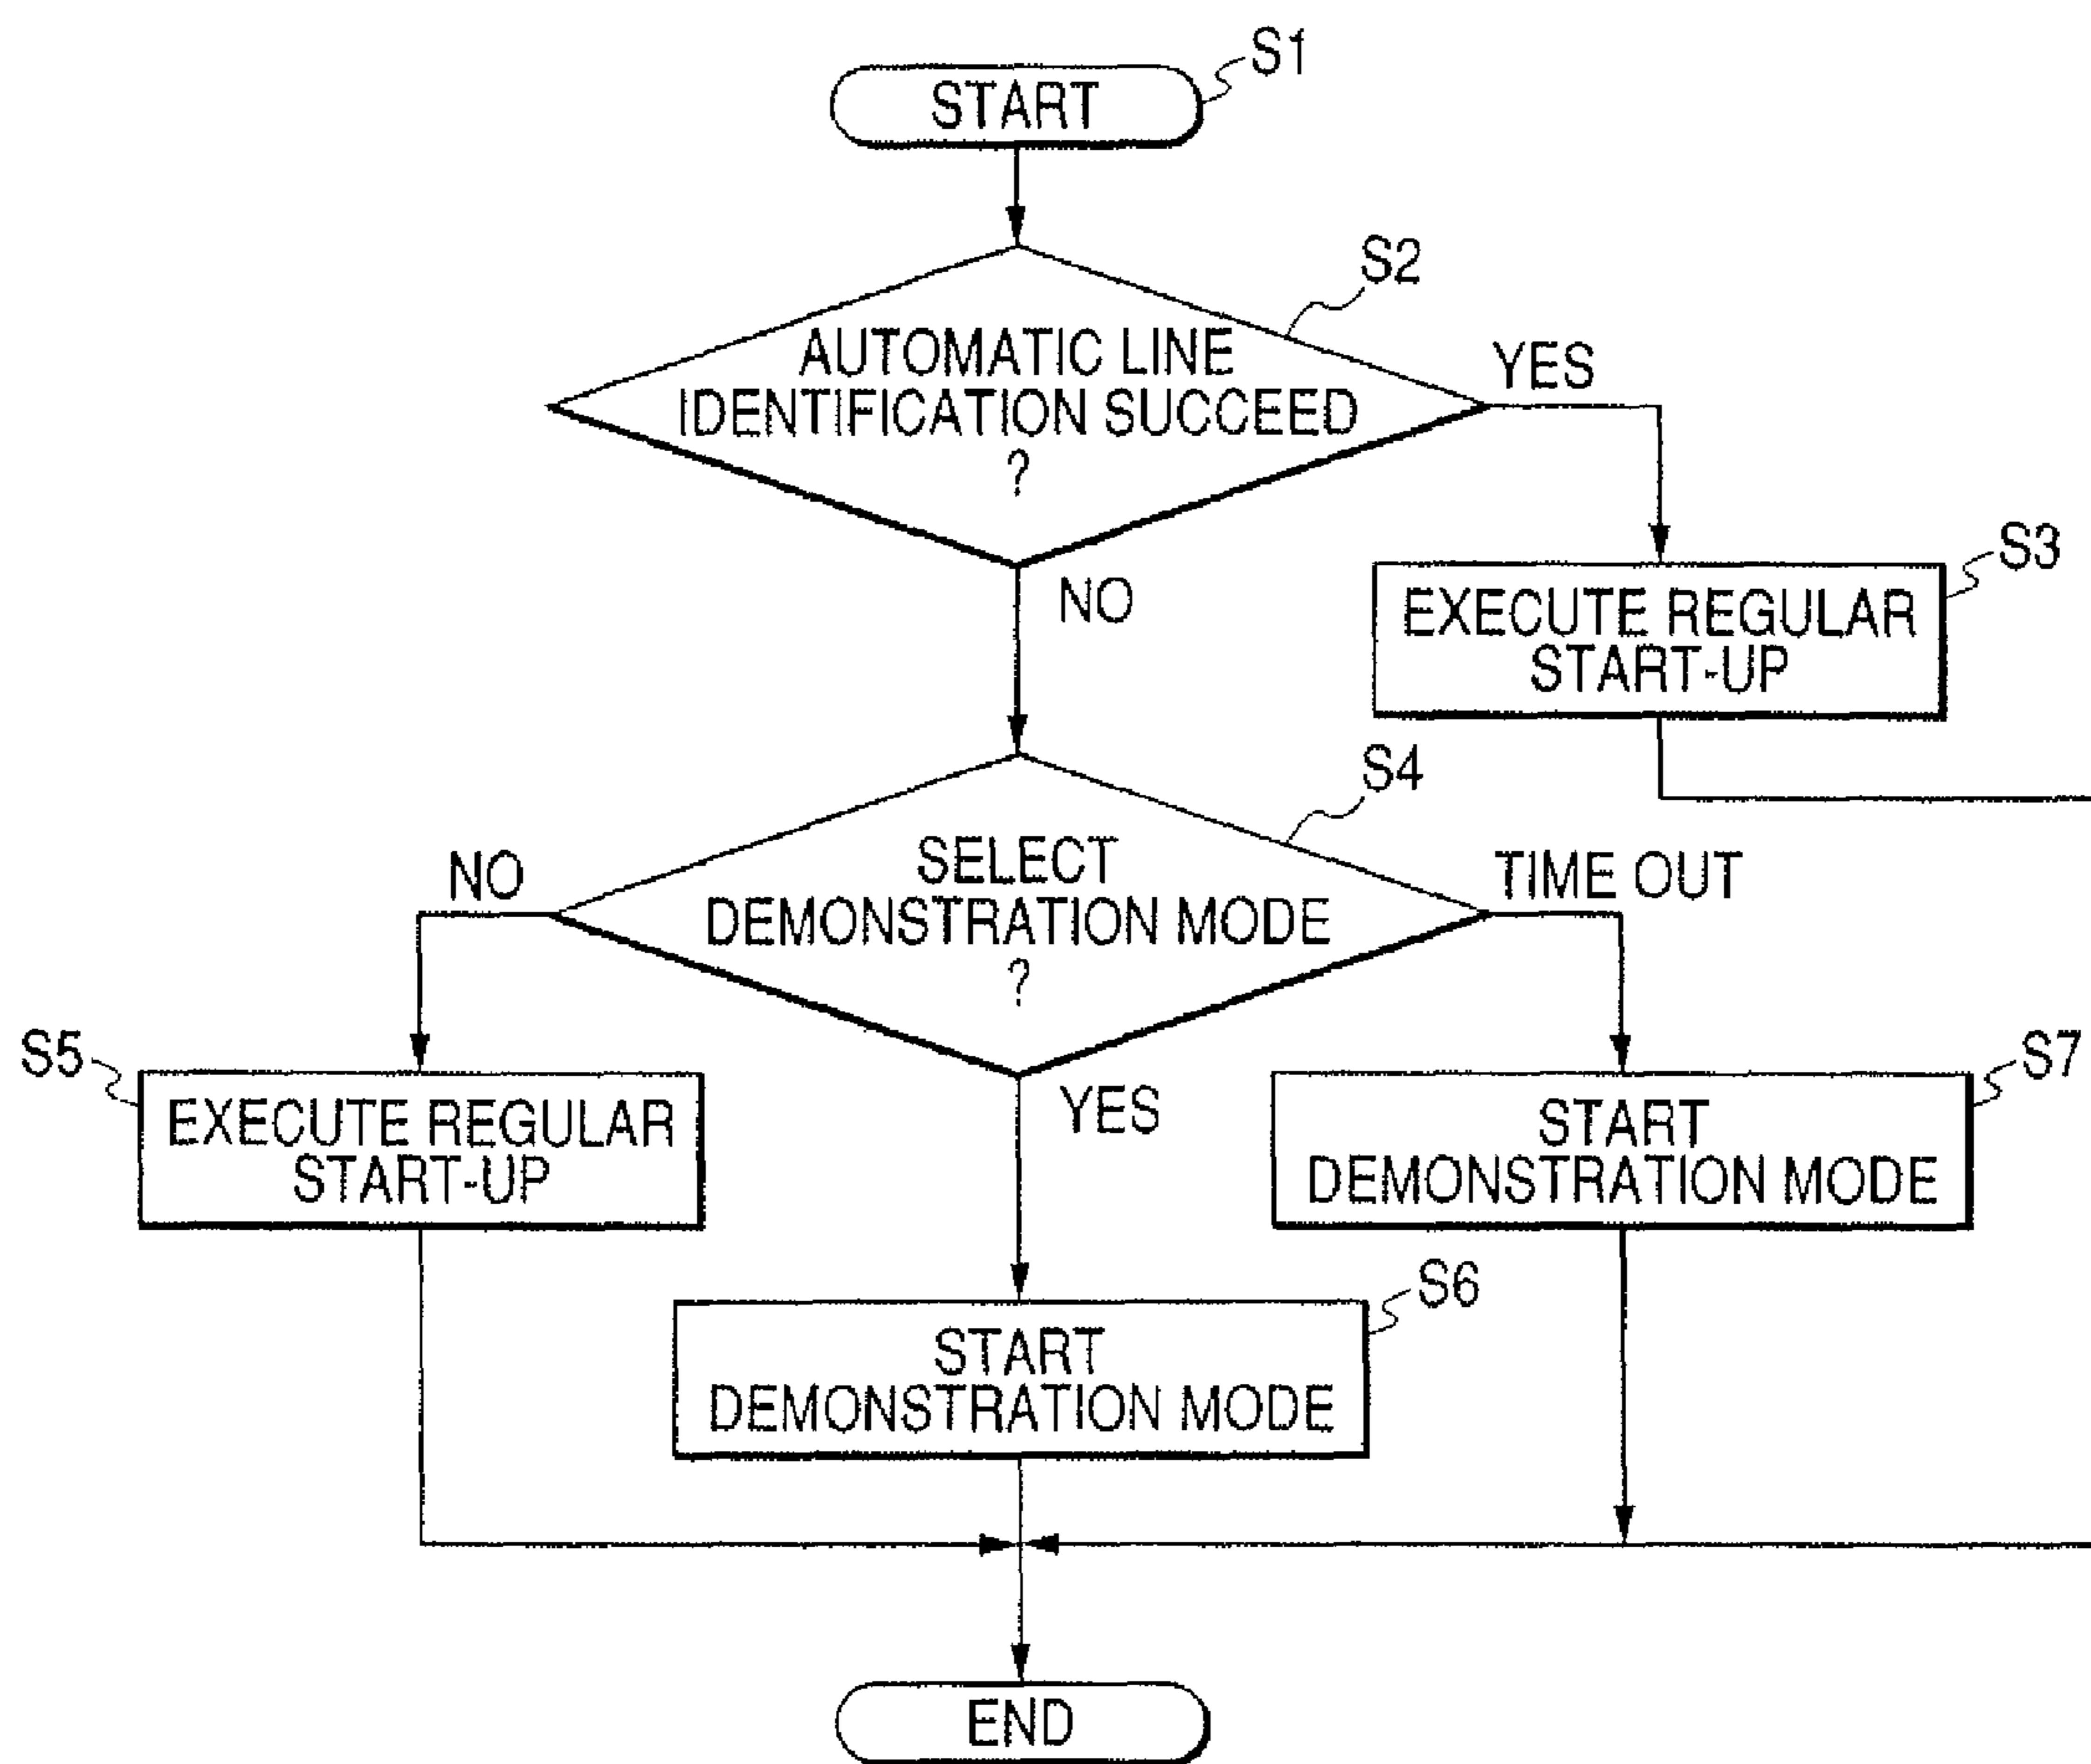 START
S1
S2
AUTOMATIC LINE
IDENTIFICATION SUCCEED
?
YES
NO
S3
EXECUTE REGULAR
START-UP
S4
SELECT
DEMONSTRATION MODE
?
NO
TIME OUT
YES
S5
EXECUTE REGULAR
START-UP
S7
START
DEMONSTRATION MODE
S6
START
DEMONSTRATION MODE
END